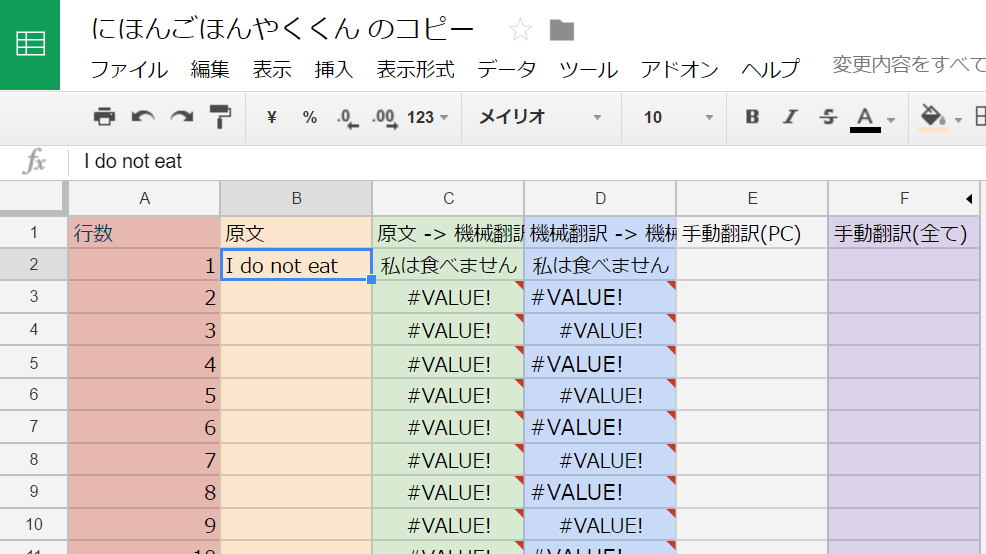 にほんごほんやくくん のコピー
ファイル 編集 表示 挿入 表示形式 データ ツール アドオン ヘルプ 変更内容をすべて
¥ % .0 .00 123 メイリオ 10 B I S A
fx I do not eat
A B C D E F
1 行数 原文 原文 -> 機械翻訳 機械翻訳 -> 機械 手動翻訳(PC) 手動翻訳(全て)
2 1 I do not eat 私は食べません 私は食べません
3 2 #VALUE! #VALUE!
4 3 #VALUE! #VALUE!
5 4 #VALUE! #VALUE!
6 5 #VALUE! #VALUE!
7 6 #VALUE! #VALUE!
8 7 #VALUE! #VALUE!
9 8 #VALUE! #VALUE!
10 9 #VALUE! #VALUE!
11 10 #VALUE! #VALUE!